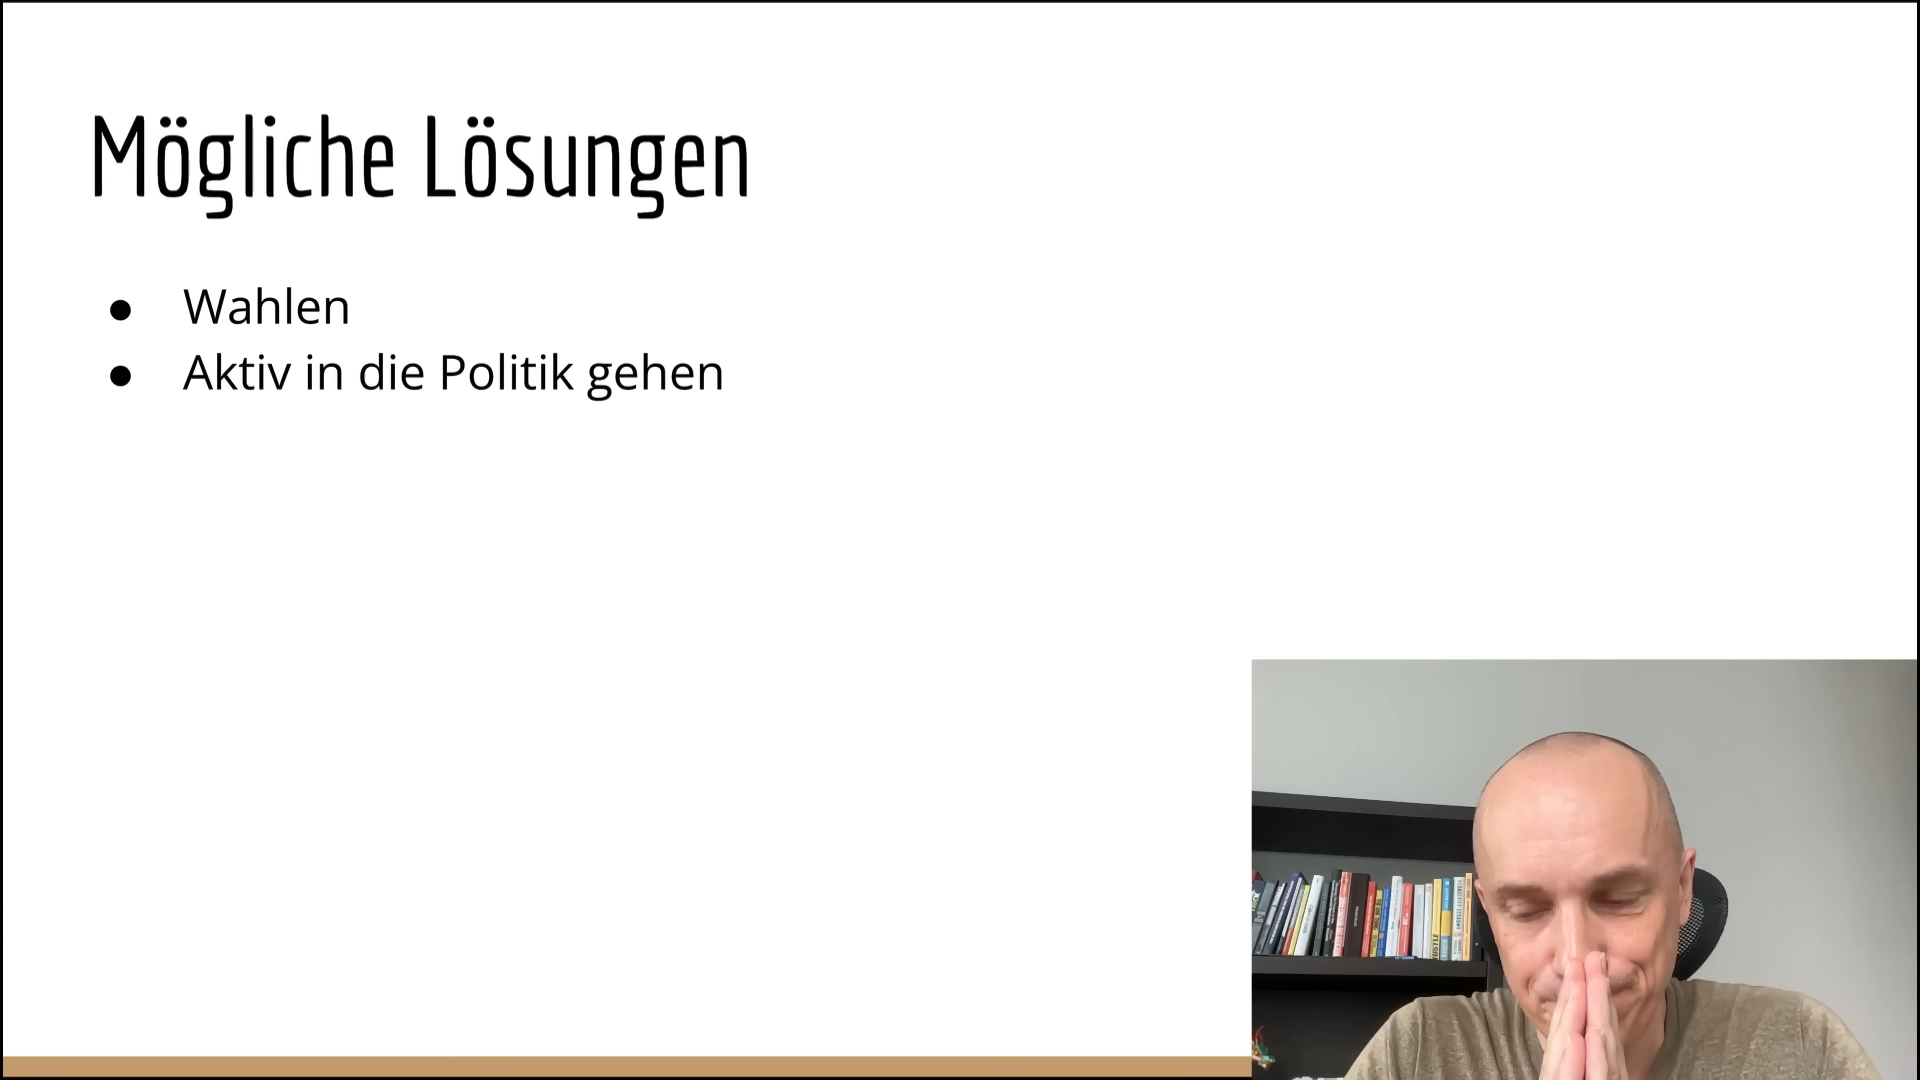 Mögliche Lösungen
● Wahlen
● Aktiv in die Politik gehen